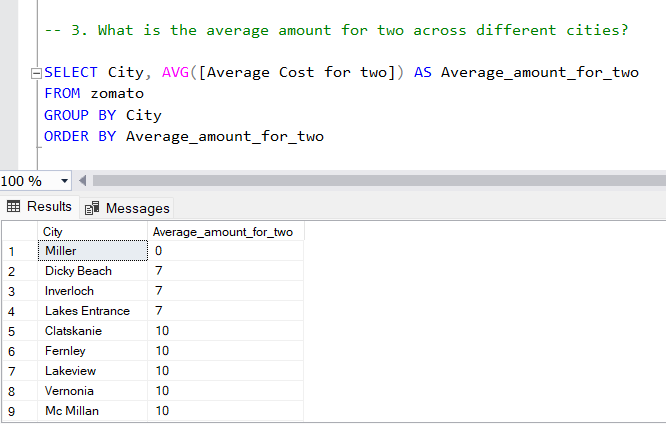 -- 3. What is the average amount for two across different cities?
SELECT City, AVG([Average Cost for two]) AS Average_amount_for_two
FROM zomato
GROUP BY City
ORDER BY Average_amount_for_two
100 %
Results Messages
City Average_amount_for_two
1 Miller 0
2 Dicky Beach 7
3 Inverloch 7
4 Lakes Entrance 7
5 Clatskanie 10
6 Fernley 10
7 Lakeview 10
8 Vernonia 10
9 Mc Millan 10